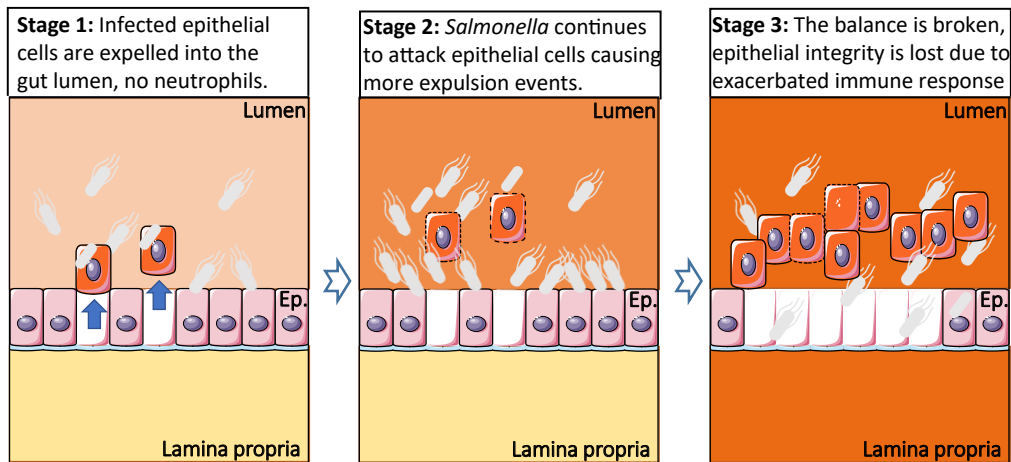 Stage 1: Infected epithelial
cells are expelled into the
gut lumen, no neutrophils.
Lumen
Ep.
Lamina propria
Stage 2: Salmonella continues
to attack epithelial cells causing
more expulsion events.
Lumen
Ep.
Lamina propria
Stage 3: The balance is broken,
epithelial integrity is lost due to
exacerbated immune response
Lumen
Ep.
Lamina propria